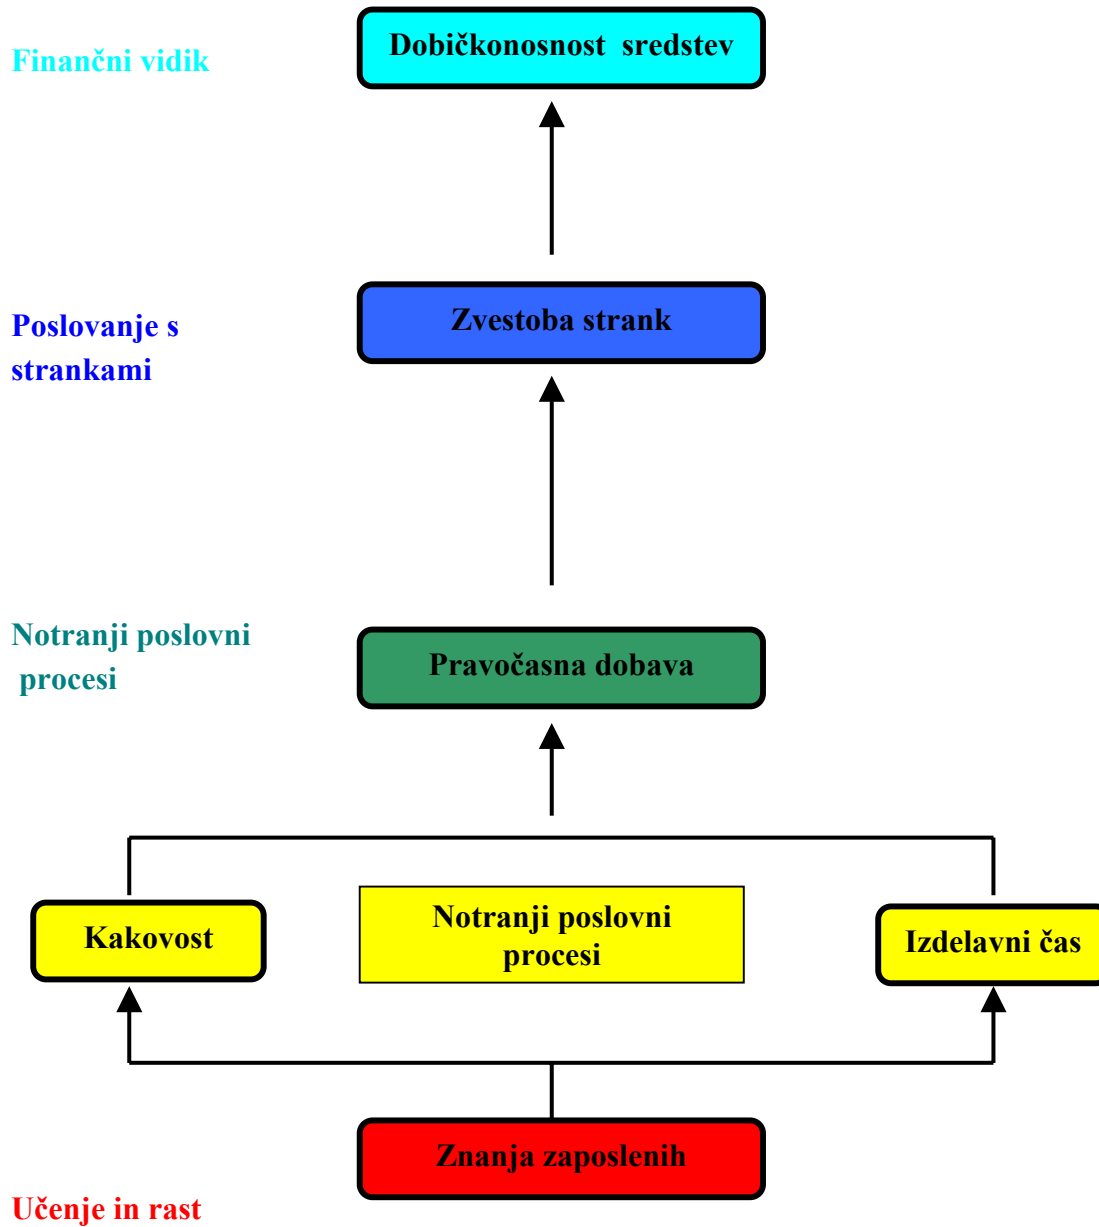 Finančni vidik
Dobičkonosnost sredstev
Poslovanje s
strankami
Zvestoba strank
Notranji poslovni
procesi
Pravočasna dobava
Kakovost
Notranji poslovni
procesi
Izdelavni čas
Znanja zaposlenih
Učenje in rast